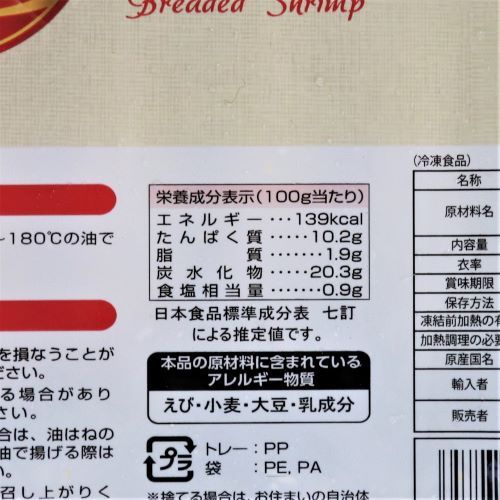 Breaded Shrimp
~180℃の油で
を損なうことが
ださい。
る場合があり
さい。
合は、油はねの
油で揚げる際は
い。
召し上がりく
栄養成分表示(100g当たり)
エネルギー・・・・・139kcal
たんぱく質・・・・・10.2g
脂質・・・・・・・1.9g
炭水化物・・・・・20.3g
食塩相当量・・・・・0.9g
日本食品標準成分表 七訂
による推定値です。
本品の原材料に含まれている
アレルギー物質
えび・小麦・大豆・乳成分
プラ
トレー：PP
袋：PE, PA
※捨てる場合は、お住まいの自治体
(冷凍食品)
名称
原材料名
内容量
衣率
賞味期限
保存方法
凍結前加熱の有
加熱調理の必要
原産国名
輸入者
販売者